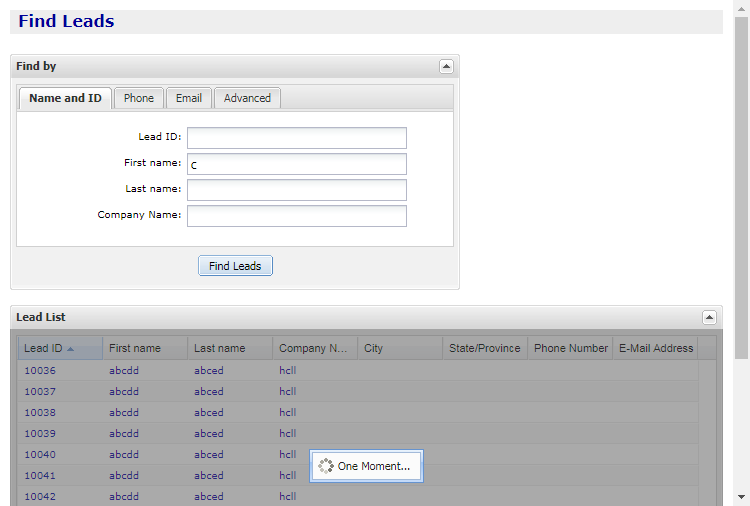 Find Leads
Find by
Name and ID Phone Email Advanced
Lead ID:
First name: c
Last name:
Company Name:
Find Leads
Lead List
Lead ID First name Last name Company N... City State/Province Phone Number E-Mail Address
10036 abcdd abced hcll
10037 abcdd abced hcll
10038 abcdd abced hcll
10039 abcdd abced hcll
10040 abcdd abced hcll
One Moment...
10041 abcdd abced hcll
10042 abcdd abced hcll